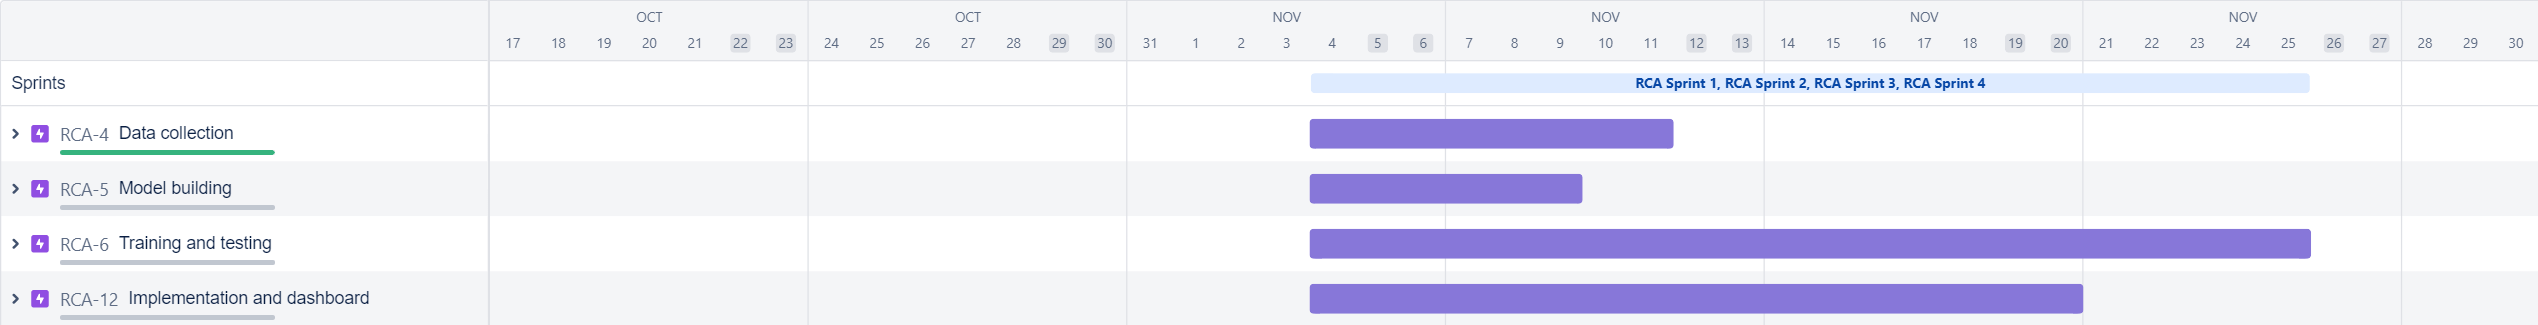 OCT OCT NOV NOV NOV NOV
17 18 19 20 21 22 23 24 25 26 27 28 29 30 31 1 2 3 4 5 6 7 8 9 10 11 12 13 14 15 16 17 18 19 20 21 22 23 24 25 26 27 28 29 30
Sprints RCA Sprint 1, RCA Sprint 2, RCA Sprint 3, RCA Sprint 4
RCA-4 Data collection
RCA-5 Model building
RCA-6 Training and testing
RCA-12 Implementation and dashboard